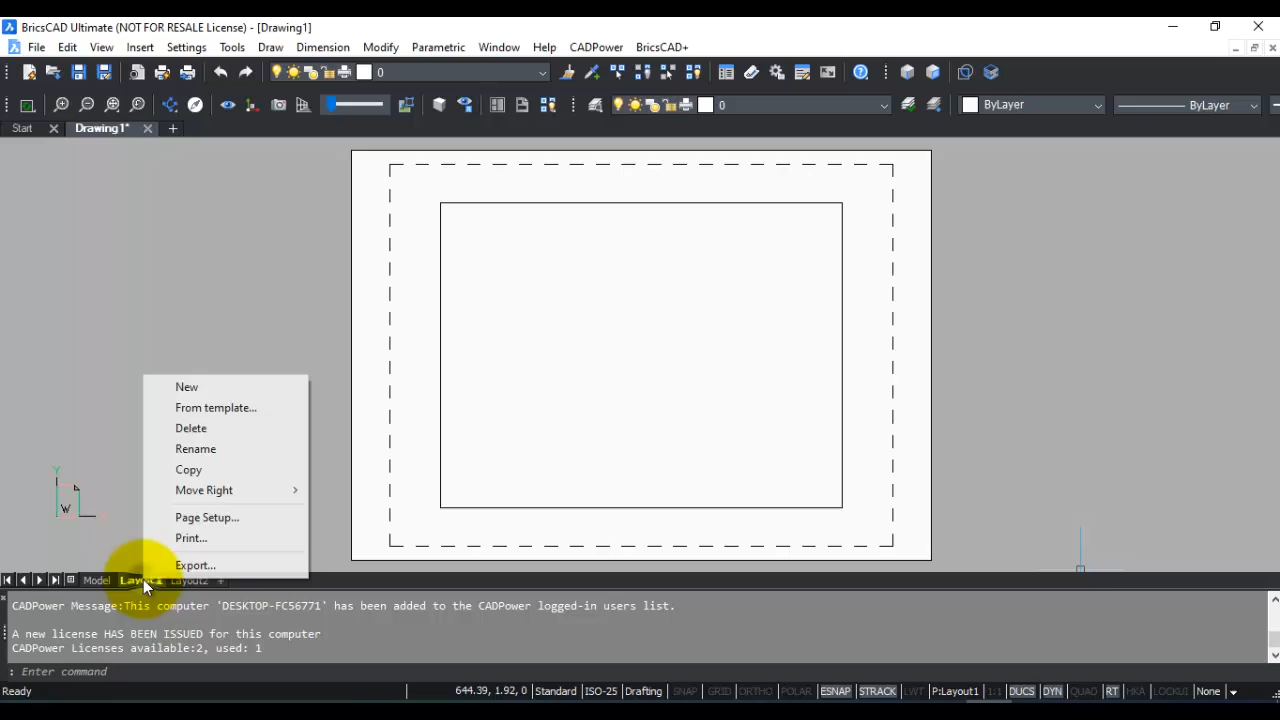 BricsCAD Ultimate (NOT FOR RESALE License) - [Drawing1]
File Edit View Insert Settings Tools Draw Dimension Modify Parametric Window Help CADPower BricsCAD+
0
0 ByLayer ByLayer
Start Drawing1*
New
From template...
Delete
Rename
Copy
Move Right
Page Setup...
Print...
Export...
Y
W
X
Model Layout1 Layout2 +
CADPower Message:This computer 'DESKTOP-FC56771' has been added to the CADPower logged-in users list.
A new license HAS BEEN ISSUED for this computer
CADPower Licenses available:2, used: 1
: Enter command
Ready 644.39, 1.92, 0 Standard ISO-25 Drafting SNAP GRID ORTHO POLAR ESNAP STRACK LWT P:Layout1 1:1 DUCS DYN QUAD RT HKA LOCKUI None